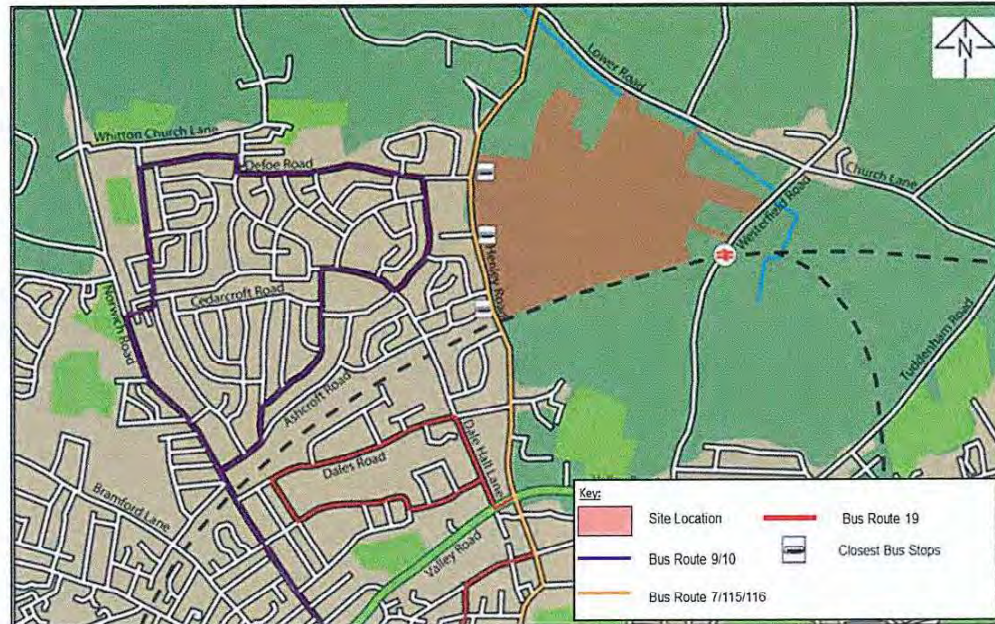 N
Lower Road
Whitton Church Lane
Defoe Road
Church Lane
Westerfield Road
Henley Road
Cedarcroft Road
Norwich Road
Tuddenham Road
Ashcroft Road
Dales Road
Dale Hall Lane
Bramford Lane
Valley Road
Key:
Site Location
Bus Route 19
Bus Route 9/10
Closest Bus Stops
Bus Route 7/115/116